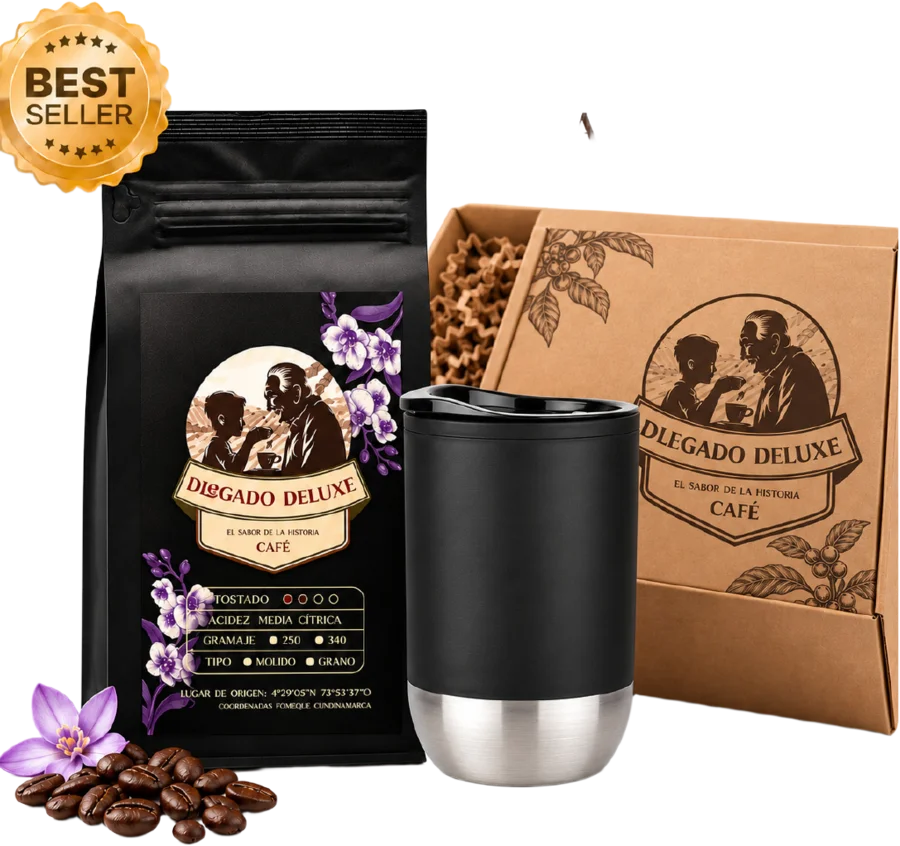 BEST
SELLER
DLEGADO DELUXE
EL SABOR DE LA HISTORIA
CAFÉ
TOSTADO
ACIDEZ MEDIA CÍTRICA
GRAMAJE 250 340
TIPO MOLIDO GRANO
LUGAR DE ORIGEN: 4°29'05"N 73°53'37"O
COORDENADAS FOMEQUE CUNDINAMARCA
DLEGADO DELUXE
EL SABOR DE LA HISTORIA
CAFÉ